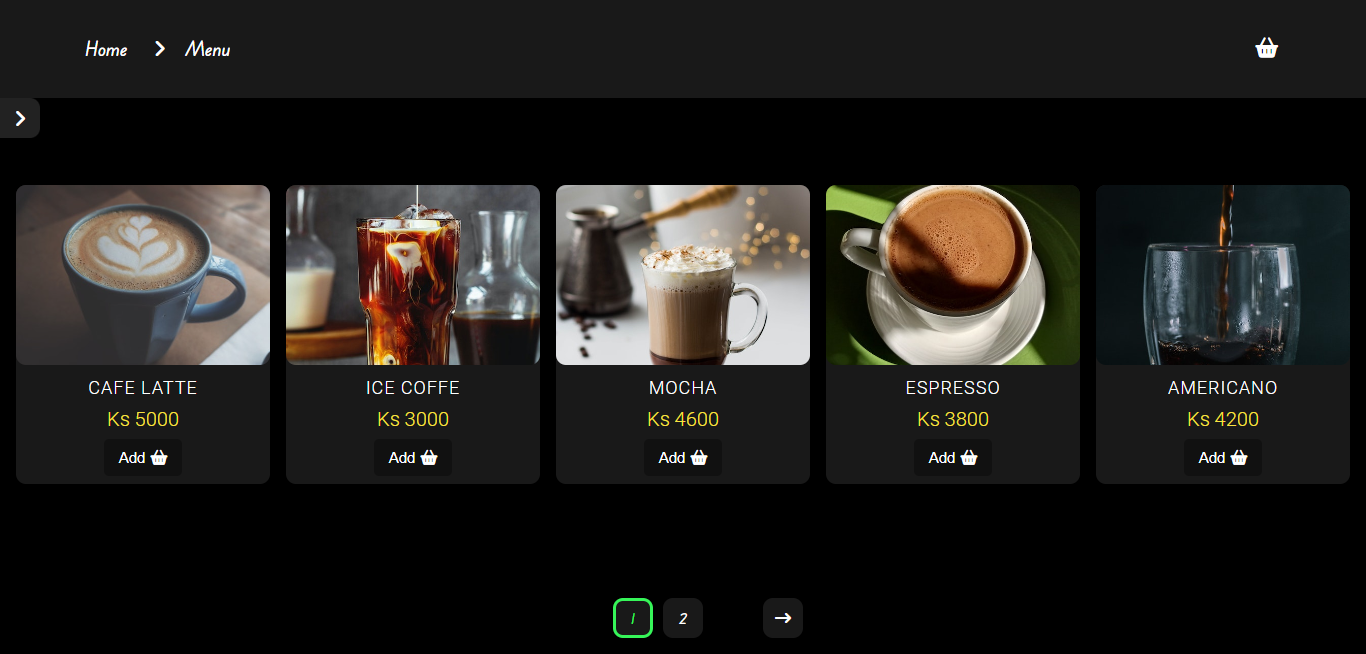 Home > Menu
CAFE LATTE
Ks 5000
Add
ICE COFFE
Ks 3000
Add
MOCHA
Ks 4600
Add
ESPRESSO
Ks 3800
Add
AMERICANO
Ks 4200
Add
1 2